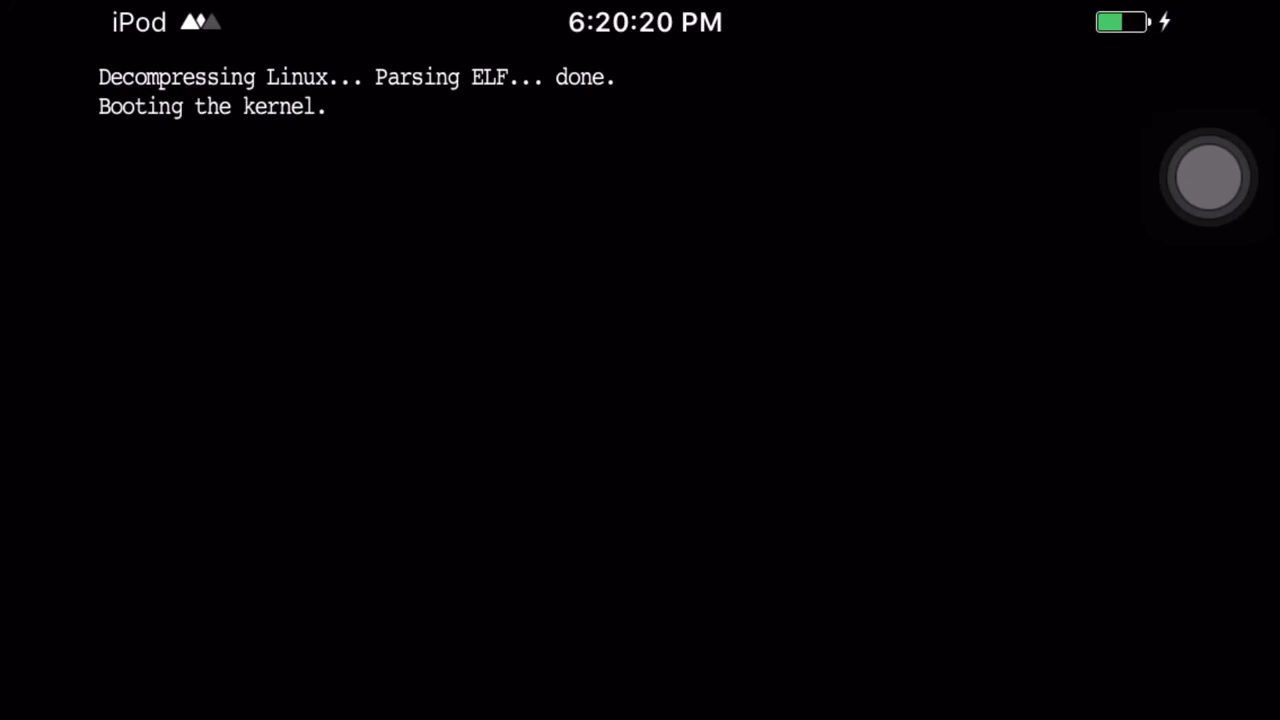 iPod 6:20:20 PM
Decompressing Linux... Parsing ELF... done.
Booting the kernel.